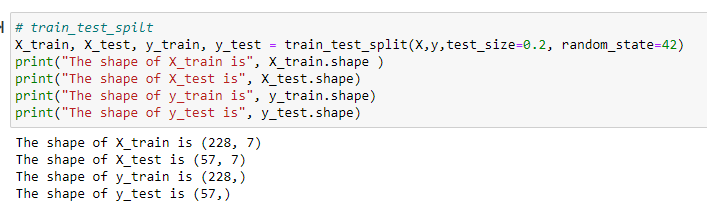 # train_test_spilt
X_train, X_test, y_train, y_test = train_test_split(X,y,test_size=0.2, random_state=42)
print("The shape of X_train is", X_train.shape )
print("The shape of X_test is", X_test.shape)
print("The shape of y_train is", y_train.shape)
print("The shape of y_test is", y_test.shape)
The shape of X_train is (228, 7)
The shape of X_test is (57, 7)
The shape of y_train is (228,)
The shape of y_test is (57,)